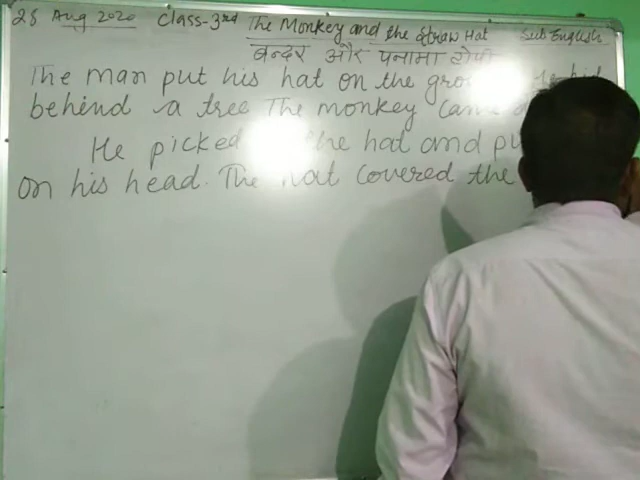 28 Aug 2020 Class-3rd The Monkey and the Straw Hat Sub English
बन्दर और पनामा टोपी
The man put his hat on the
behind a tree The monkey came
He picked the hat and pu
on his head. The hat covered the